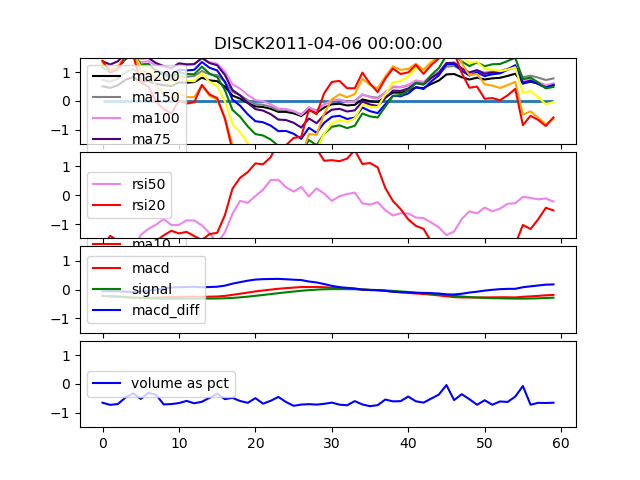 DISCK2011-04-06 00:00:00
1
0
−1
ma200
ma150
ma100
ma75
1
0
−1
rsi50
rsi20
ma10
1
0
−1
macd
signal
macd_diff
1
0
−1
volume as pct
0 10 20 30 40 50 60